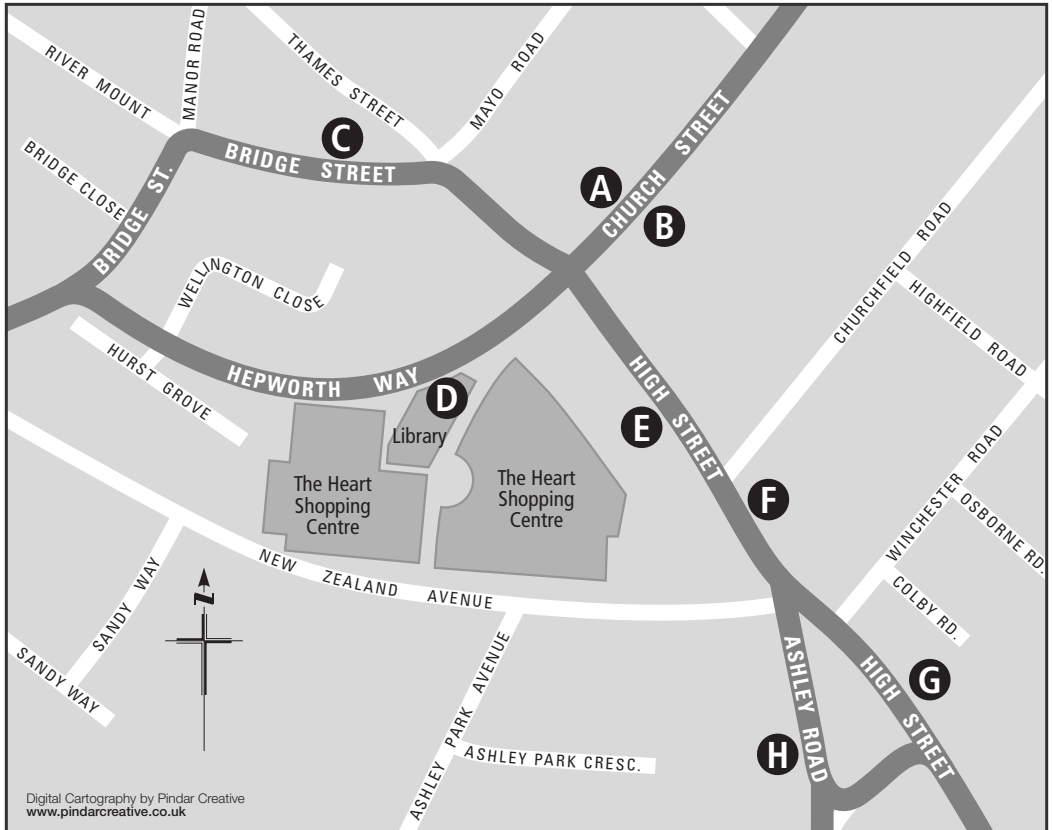 RIVER MOUNT
MANOR ROAD
THAMES STREET
MAYO ROAD
CHURCH STREET
C
BRIDGE STREET
BRIDGE CLOSE
BRIDGE ST.
A
B
CHURCHFIELD ROAD
HIGHFIELD ROAD
WELLINGTON CLOSE
HURST GROVE
HEPWORTH WAY
HIGH STREET
D
Library
E
The Heart
Shopping
Centre
The Heart
Shopping
Centre
F
WINCHESTER ROAD
OSBORNE RD.
COLBY RD.
NEW ZEALAND AVENUE
SANDY WAY
SANDY WAY
N
ASHLEY PARK AVENUE
ASHLEY PARK CRESC.
ASHLEY ROAD
HIGH STREET
G
H
Digital Cartography by Pindar Creative
www.pindarcreative.co.uk